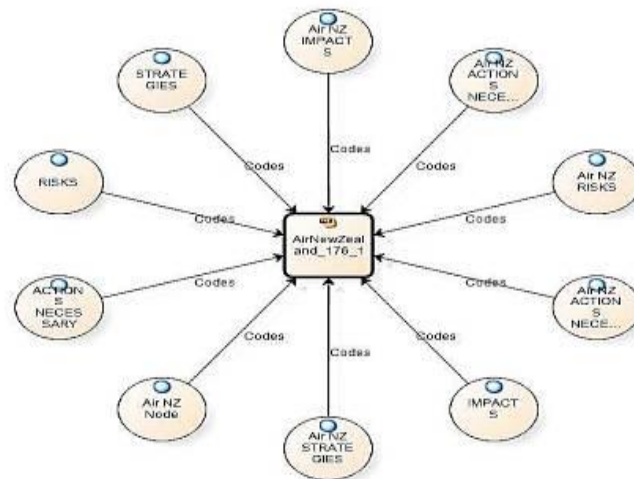 Air NZ
IMPACT
S
STRATE
GIES
Air NZ
ACTION
S
NECE...
Codes
Codes
Codes
RISKS
Air NZ
RISKS
Codes
Codes
AirNewZeal
and_176_1
ACTION
S
NECES
SARY
Codes
Codes
Air NZ
ACTION
S
NECE...
Codes
Codes
Codes
Air NZ
Node
IMPACT
S
Air NZ
STRATE
GIES